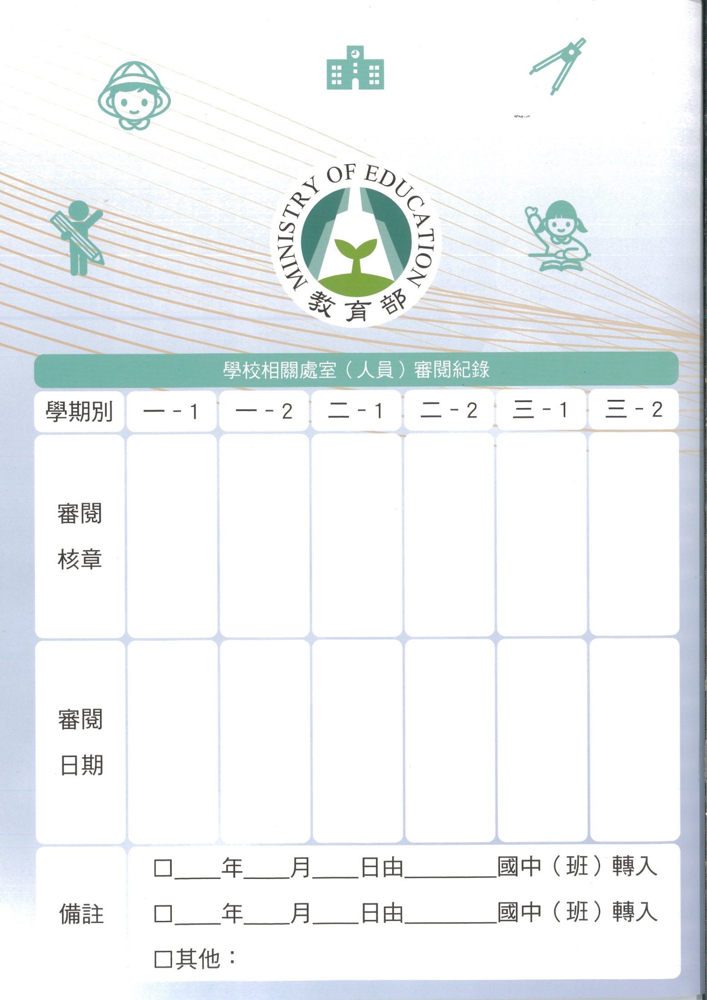 MINISTRY OF EDUCATION
教育部
學校相關處室（人員）審閱紀錄
學期別 一-1 一-2 二-1 二-2 三-1 三-2
審閱
核章
審閱
日期
備註
□____年____月____日由________國中（班）轉入
□____年____月____日由________國中（班）轉入
□其他：